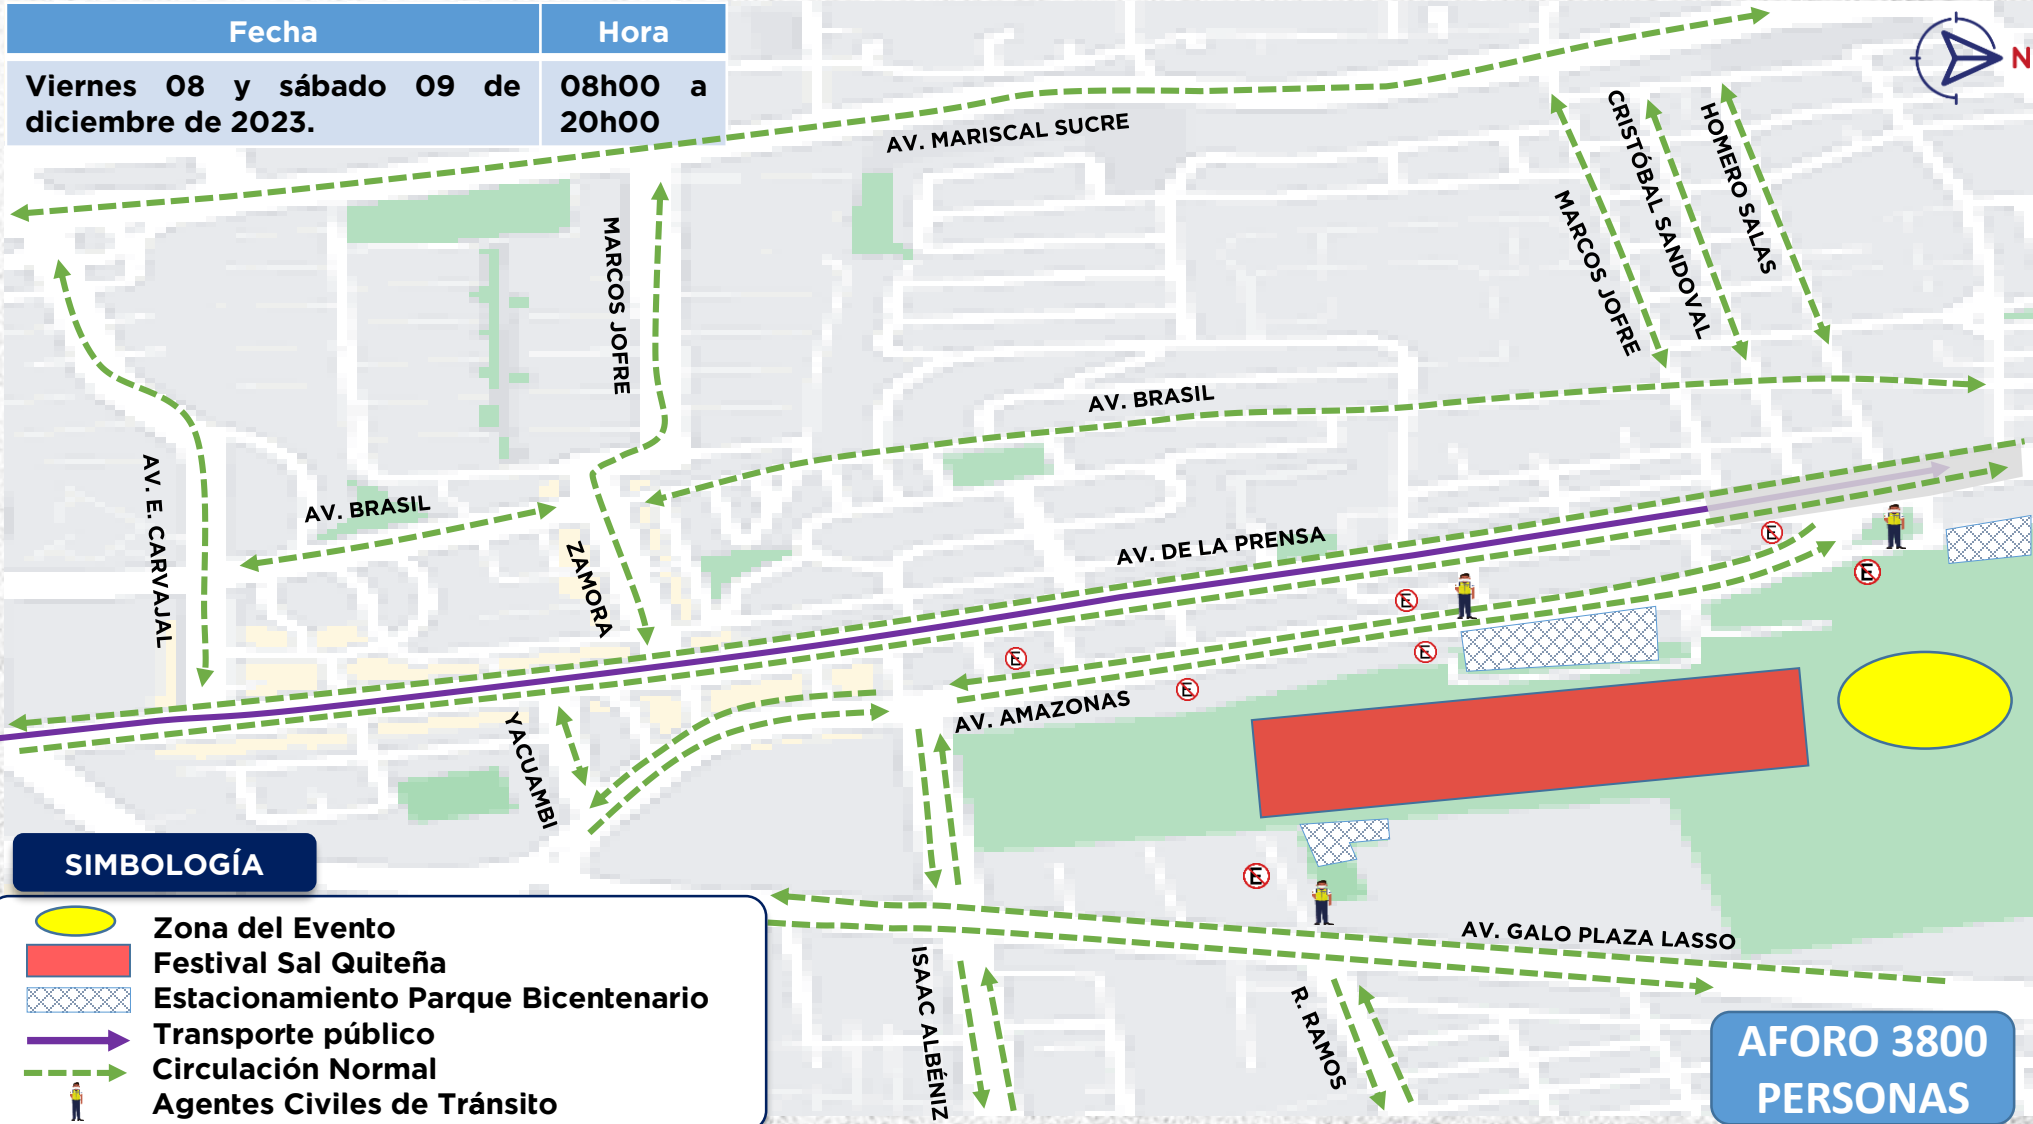 Fecha
Hora
Viernes 08 y sábado 09 de
diciembre de 2023.
08h00 a
20h00
N
AV. MARISCAL SUCRE
MARCOS JOFRE
CRISTÓBAL SANDOVAL
HOMERO SALAS
MARCOS JOFRE
AV. BRASIL
AV. E. CARVAJAL
AV. BRASIL
ZAMORA
AV. DE LA PRENSA
E
E
E
E
E
E
E
AV. AMAZONAS
YACUAMBI
AV. GALO PLAZA LASSO
ISAAC ALBÉNIZ
R. RAMOS
SIMBOLOGÍA
Zona del Evento
Festival Sal Quiteña
Estacionamiento Parque Bicentenario
Transporte público
Circulación Normal
Agentes Civiles de Tránsito
AFORO 3800
PERSONAS